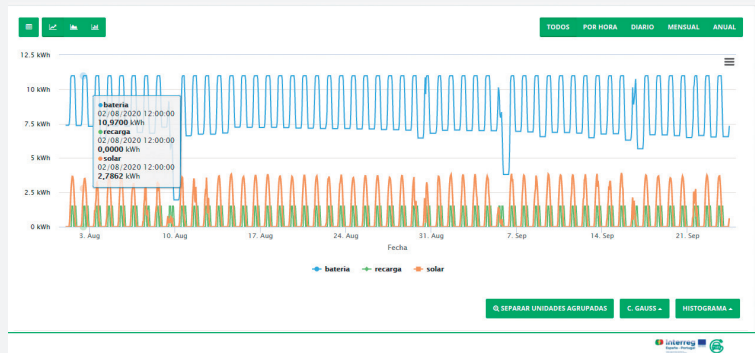 TODOS POR HORA DIARIO MENSUAL ANUAL
12.5 kWh
10 kWh
7.5 kWh
5 kWh
2.5 kWh
0 kWh
bateria
02/08/2020 12:00:00
10,9700 kWh
recarga
02/08/2020 12:00:00
0,0000 kWh
solar
02/08/2020 12:00:00
2,7862 kWh
3. Aug 10. Aug 17. Aug 24. Aug 31. Aug 7. Sep 14. Sep 21. Sep
Fecha
bateria recarga solar
SEPARAR UNIDADES AGRUPADAS C. GAUSS HISTOGRAMA
interreg
España - Portugal